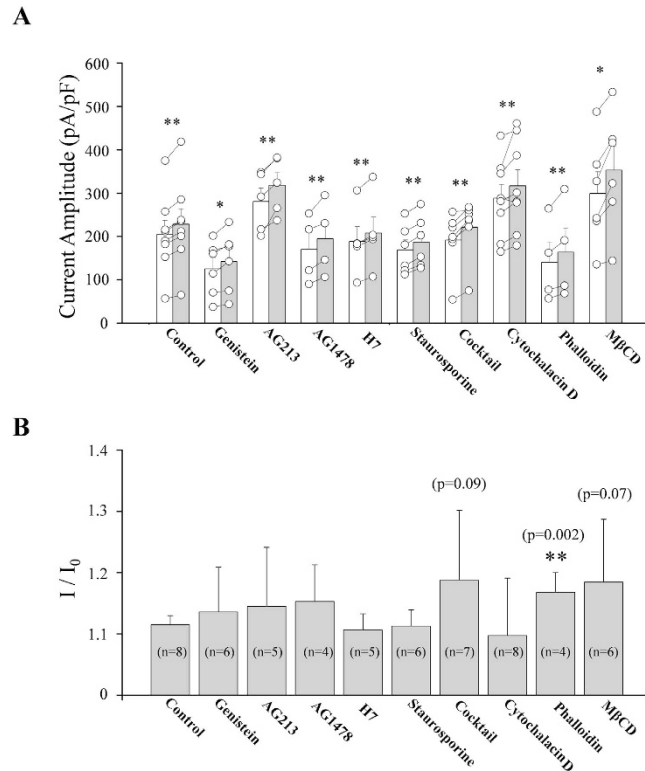 A
Current Amplitude (pA/pF)
600
500
400
300
200
100
0
** * ** ** ** ** ** ** ** *
Control Genistein AG213 AG1478 H7 Staurosporine Cocktail Cytochalacin D Phalloidin MβCD
B
I / I0
1.4
1.3
1.2
1.1
0
(p=0.09) (p=0.002) (p=0.07)
**
(n=8) (n=6) (n=5) (n=4) (n=5) (n=6) (n=7) (n=8) (n=4) (n=6)
Control Genistein AG213 AG1478 H7 Staurosporine Cocktail Cytochalacin D Phalloidin MβCD